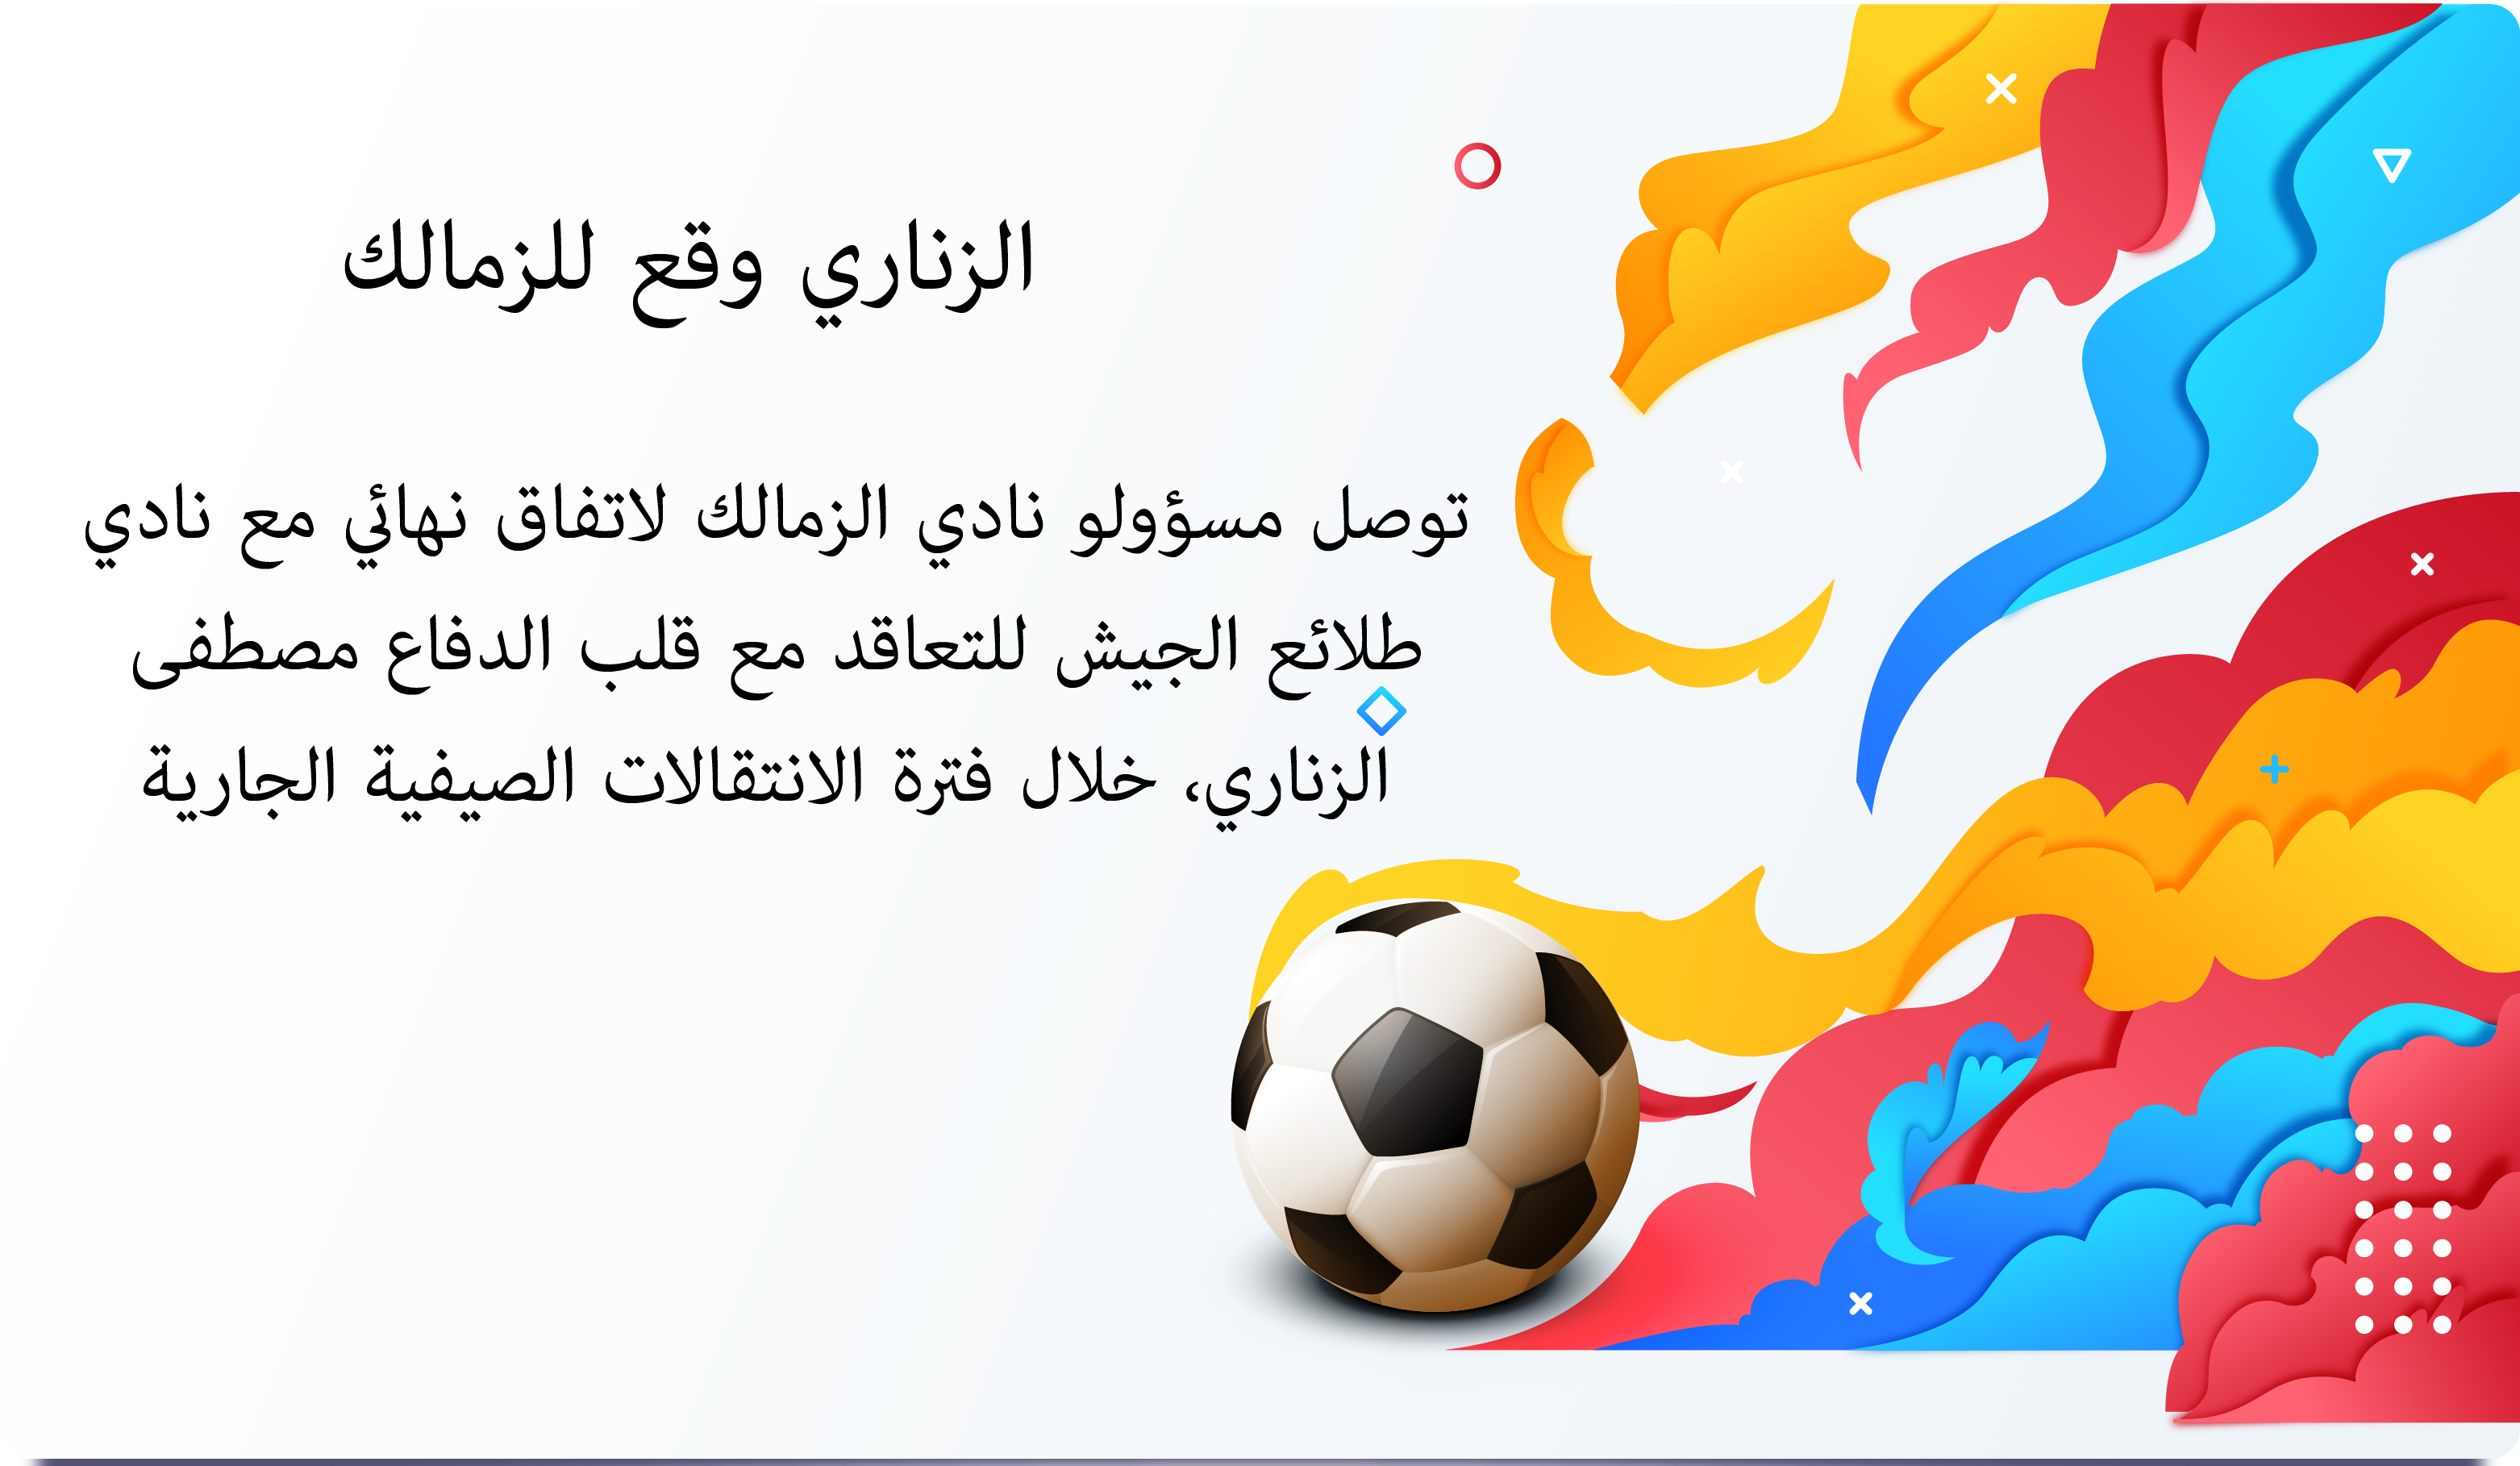 الزناري وقع للزمالك
توصل مسؤولو نادي الزمالك لاتفاق نهائي مع نادي
طلائع الجيش للتعاقد مع قلب الدفاع مصطفى
الزناري، خلال فترة الانتقالات الصيفية الجارية